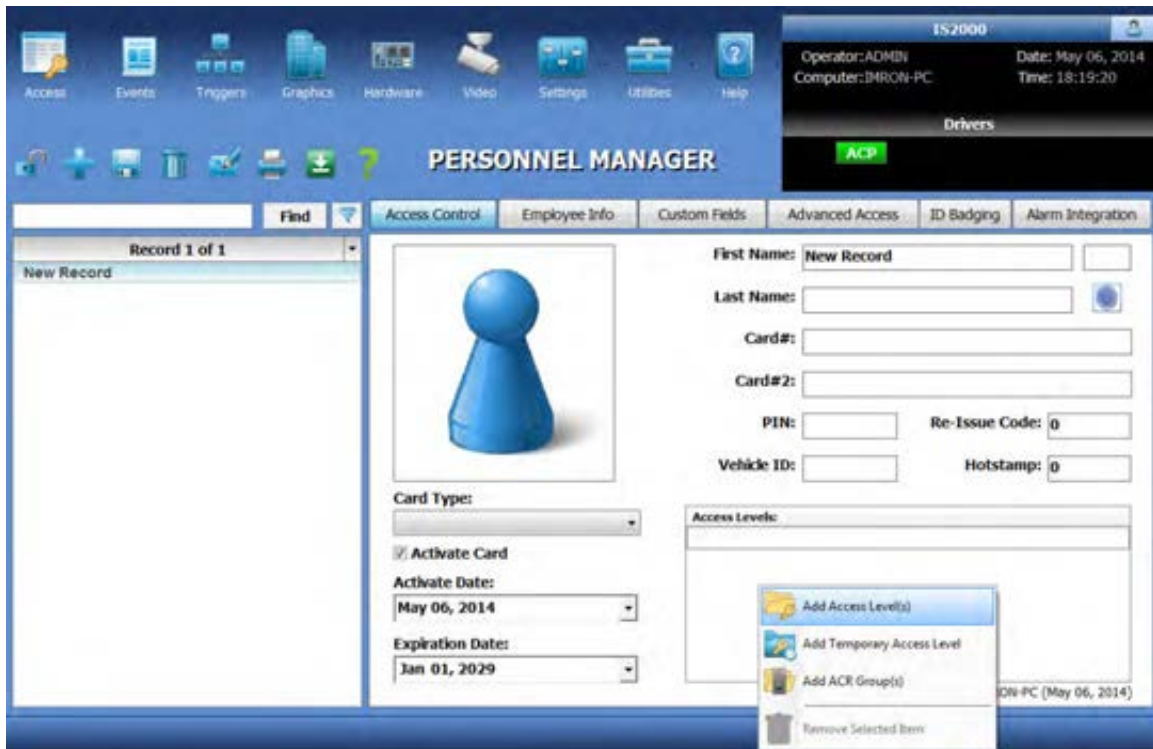 IS2000
Operator:ADMIN Date: May 06, 2014
Computer:IMRON-PC Time: 18:19:20
Drivers
ACP
Access Events Triggers Graphics Hardware Video Settings Utilities Help
PERSONNEL MANAGER
Find
Record 1 of 1
New Record
Access Control Employee Info Custom Fields Advanced Access ID Badging Alarm Integration
First Name: New Record
Last Name:
Card#:
Card#2:
PIN: Re-Issue Code: 0
Vehicle ID: Hotstamp: 0
Card Type:
Activate Card
Activate Date:
May 06, 2014
Expiration Date:
Jan 01, 2029
Access Levels:
Add Access Level(s)
Add Temporary Access Level
Add ACR Group(s)
Remove Selected Item
ON-PC (May 06, 2014)